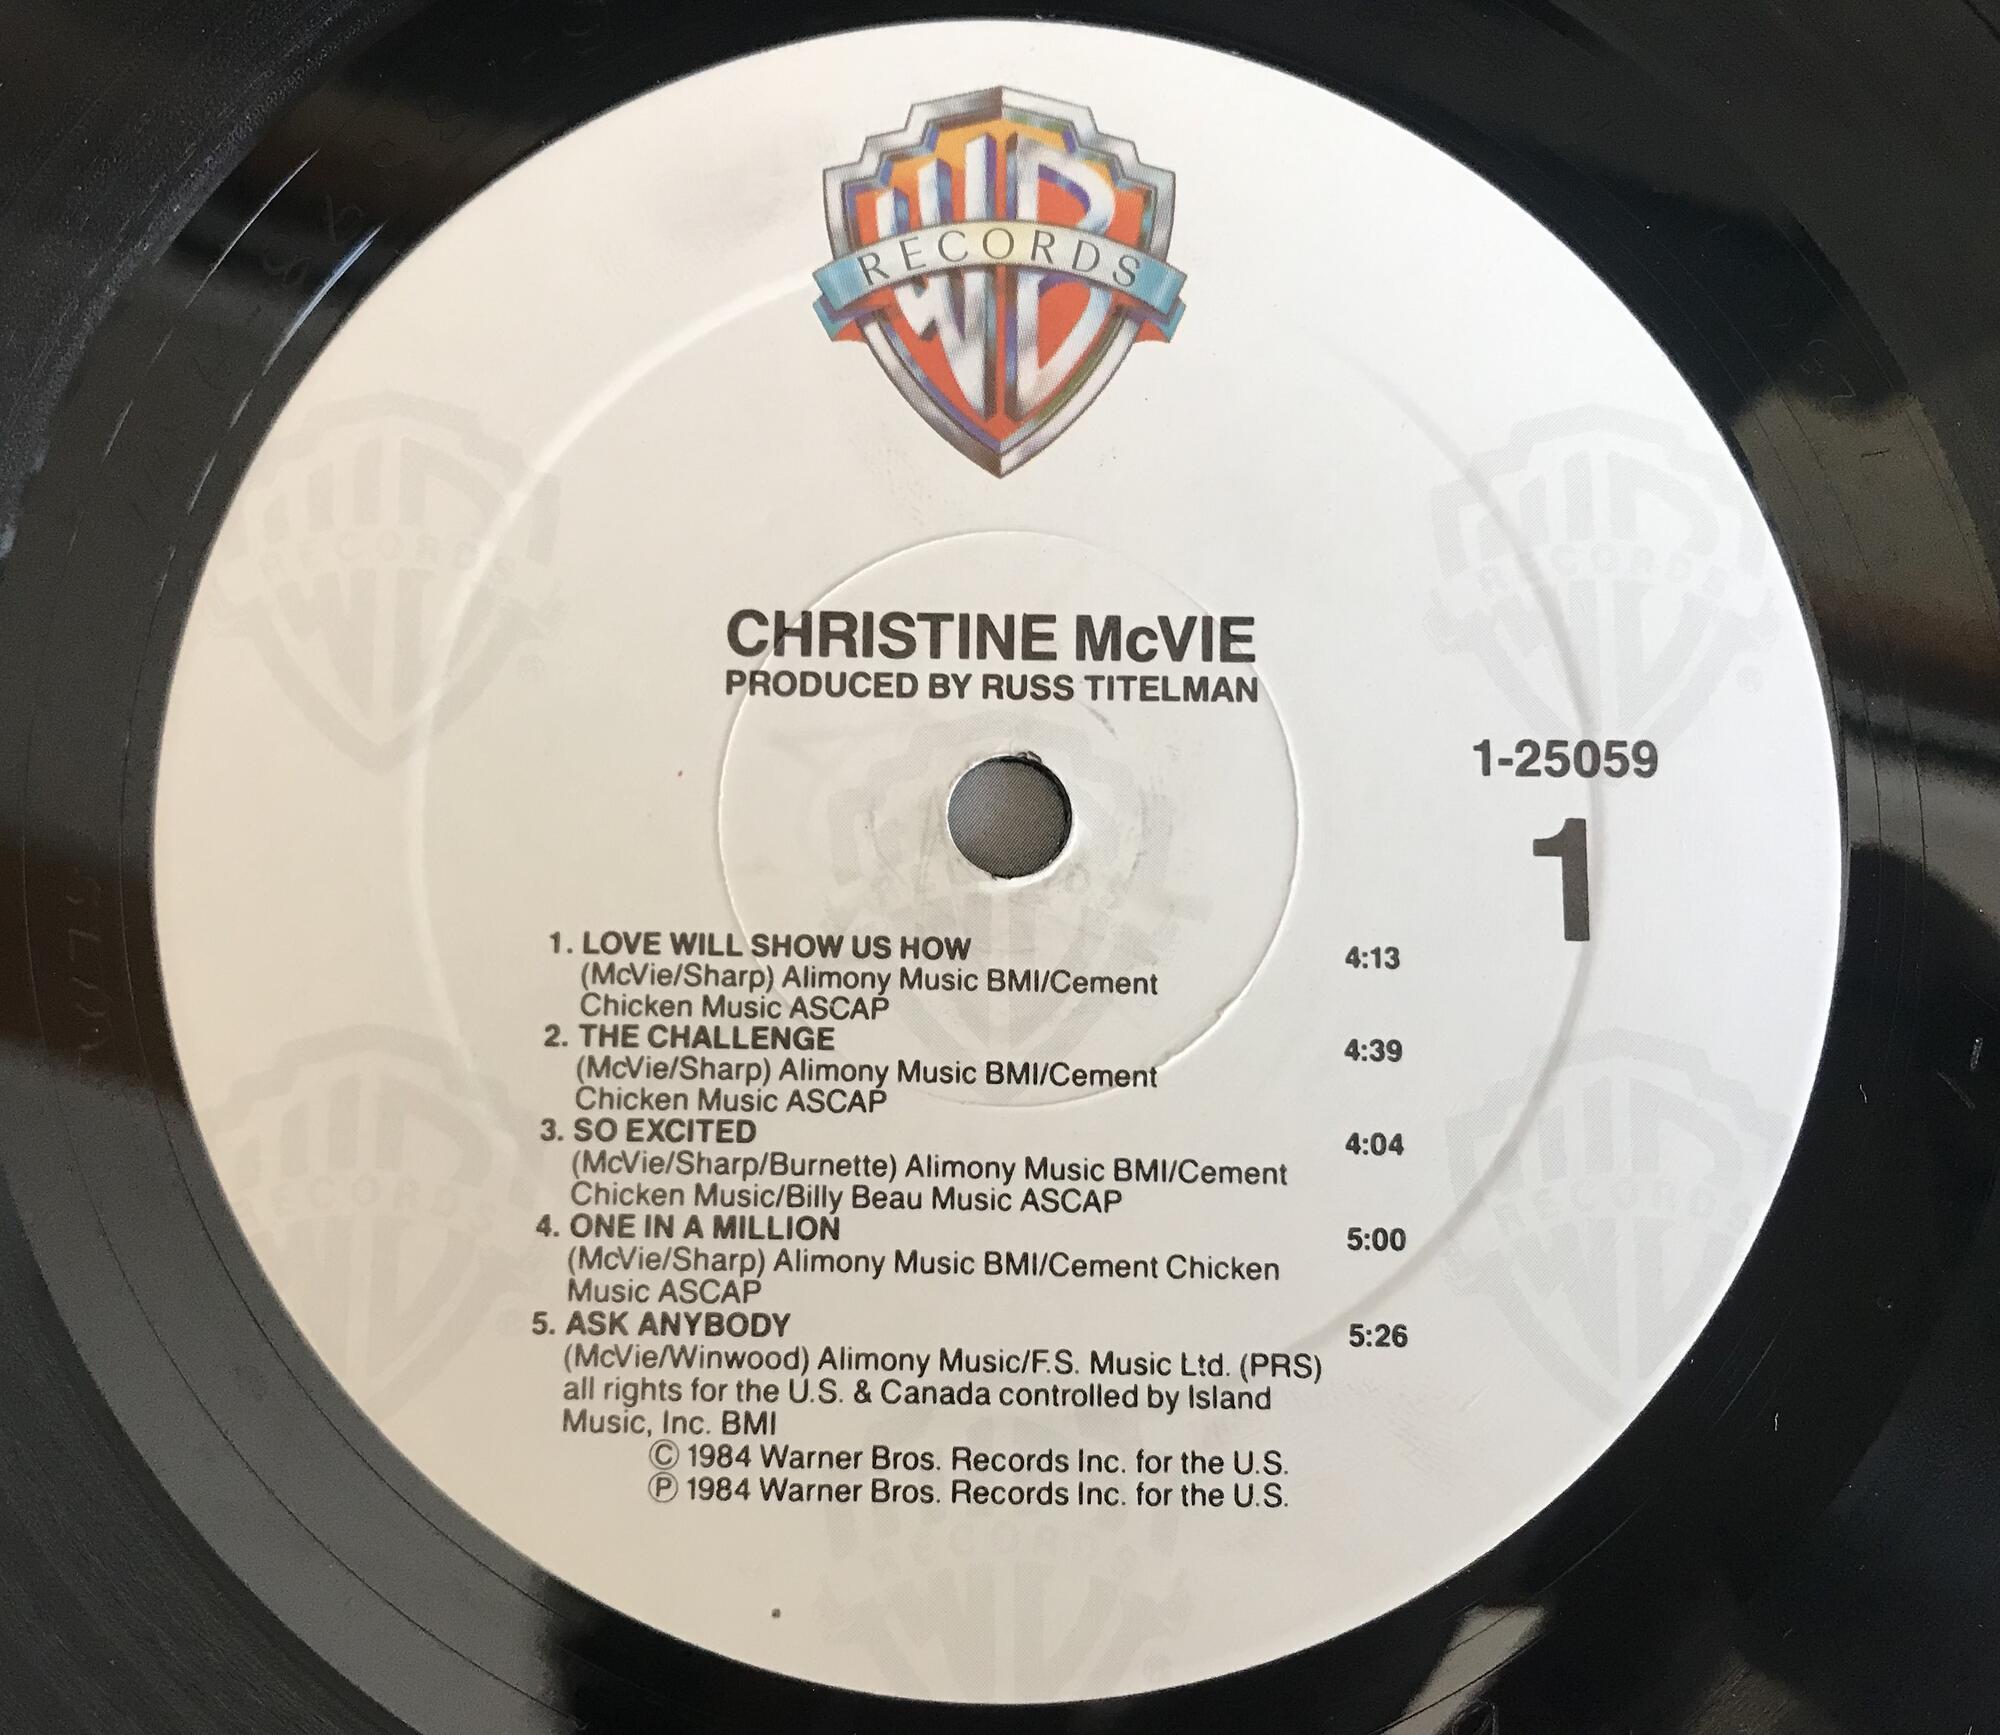 WB
RECORDS
CHRISTINE McVIE
PRODUCED BY RUSS TITELMAN
1-25059
1
1. LOVE WILL SHOW US HOW 4:13
(McVie/Sharp) Alimony Music BMI/Cement
Chicken Music ASCAP
2. THE CHALLENGE 4:39
(McVie/Sharp) Alimony Music BMI/Cement
Chicken Music ASCAP
3. SO EXCITED 4:04
(McVie/Sharp/Burnette) Alimony Music BMI/Cement
Chicken Music/Billy Beau Music ASCAP
4. ONE IN A MILLION 5:00
(McVie/Sharp) Alimony Music BMI/Cement Chicken
Music ASCAP
5. ASK ANYBODY 5:26
(McVie/Winwood) Alimony Music/F.S. Music Ltd. (PRS)
all rights for the U.S. & Canada controlled by Island
Music, Inc. BMI
Ⓒ 1984 Warner Bros. Records Inc. for the U.S.
Ⓟ 1984 Warner Bros. Records Inc. for the U.S.